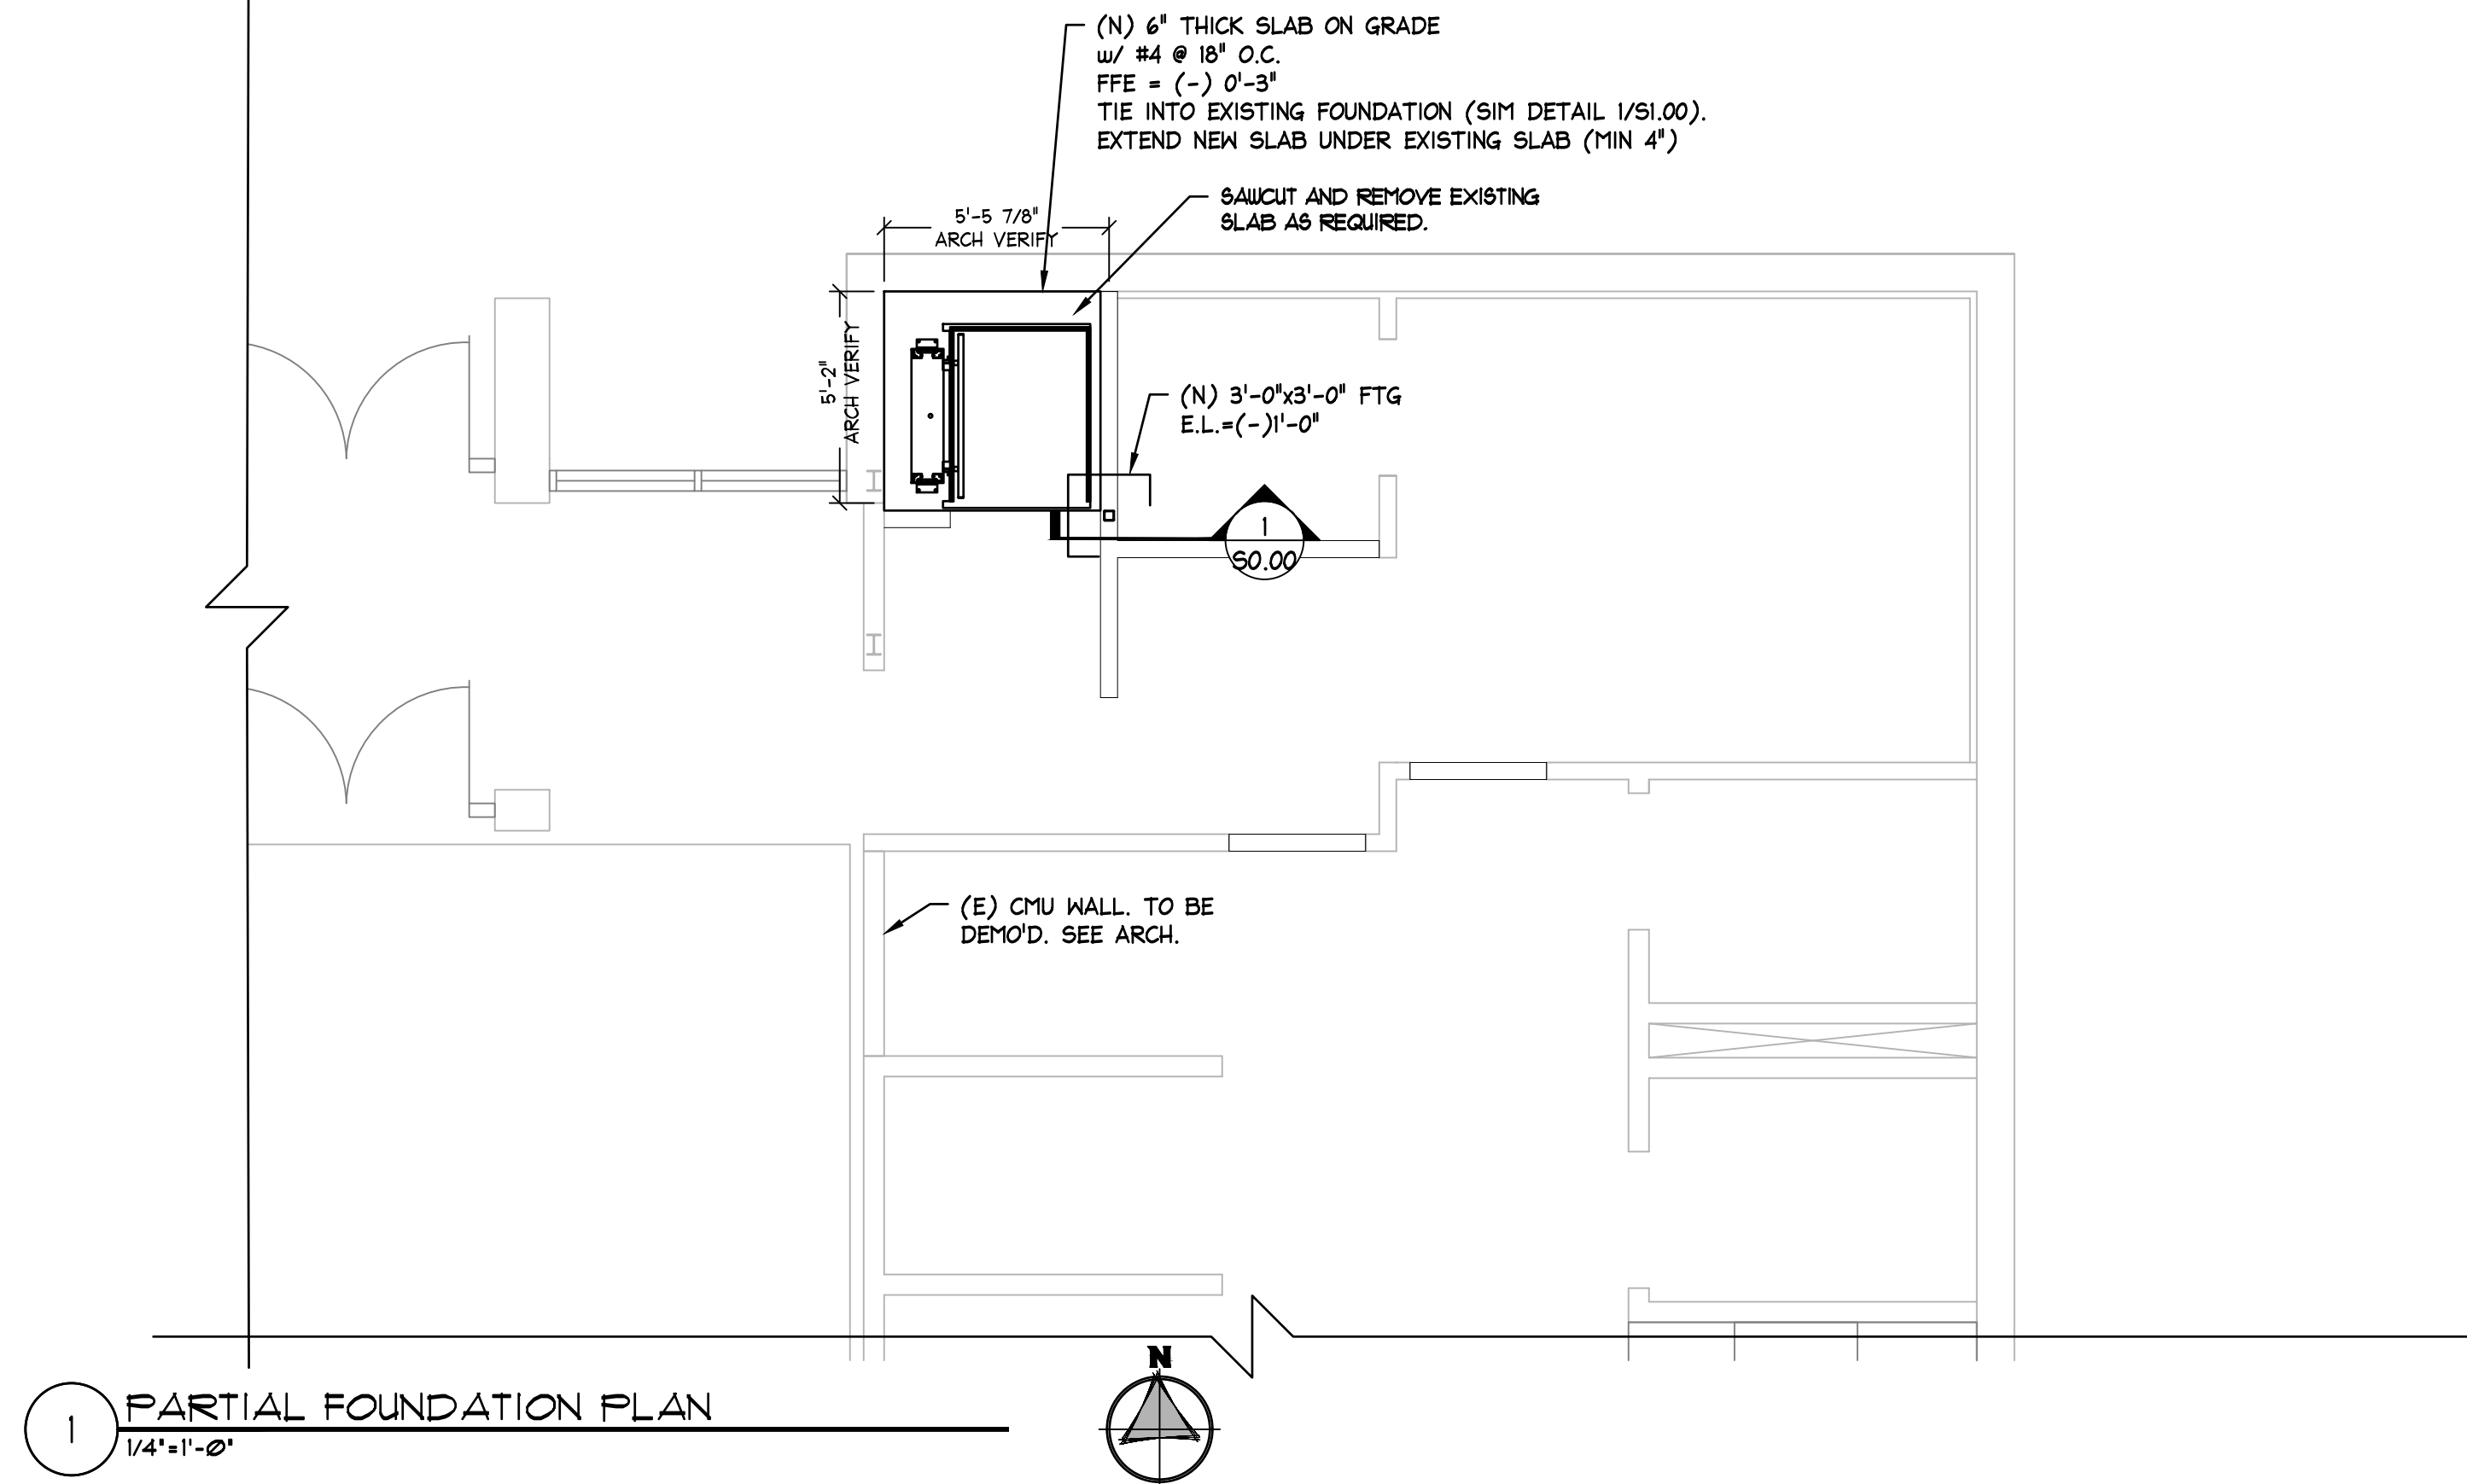 (N) 6" THICK SLAB ON GRADE
w/ #4 @ 18" O.C.
FFE = (-) 0'-3"
TIE INTO EXISTING FOUNDATION (SIM DETAIL 1/S1.00).
EXTEND NEW SLAB UNDER EXISTING SLAB (MIN 4")
SAWCUT AND REMOVE EXISTING
SLAB AS REQUIRED.
5'-5 7/8"
ARCH VERIFY
5'-2"
ARCH VERIFY
(N) 3'-0"x3'-0" FTG
E.L.=(-)1'-0"
1
S0.00
(E) CMU WALL. TO BE
DEMO'D. SEE ARCH.
N
1
PARTIAL FOUNDATION PLAN
1/4"=1'-Ø"